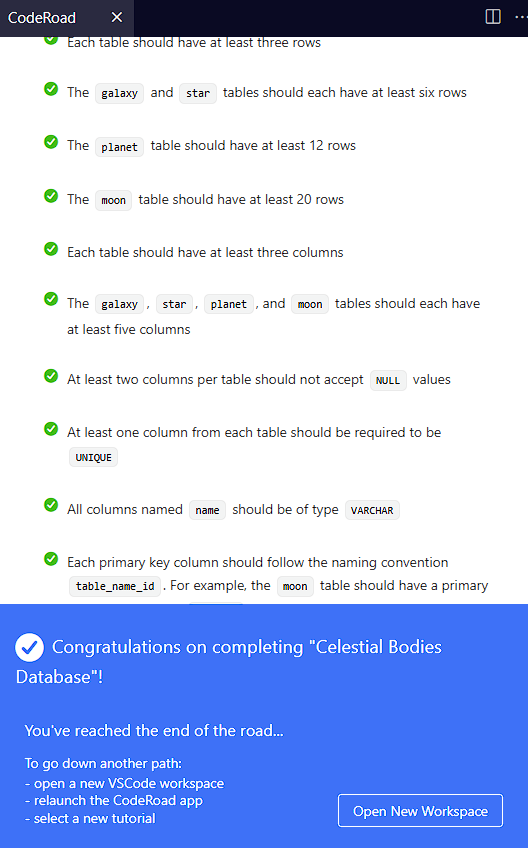 CodeRoad
Each table should have at least three rows
The galaxy and star tables should each have at least six rows
The planet table should have at least 12 rows
The moon table should have at least 20 rows
Each table should have at least three columns
The galaxy, star, planet, and moon tables should each have
at least five columns
At least two columns per table should not accept NULL values
At least one column from each table should be required to be
UNIQUE
All columns named name should be of type VARCHAR
Each primary key column should follow the naming convention
table_name_id. For example, the moon table should have a primary
Congratulations on completing "Celestial Bodies
Database"!
You've reached the end of the road...
To go down another path:
- open a new VSCode workspace
- relaunch the CodeRoad app
- select a new tutorial
Open New Workspace